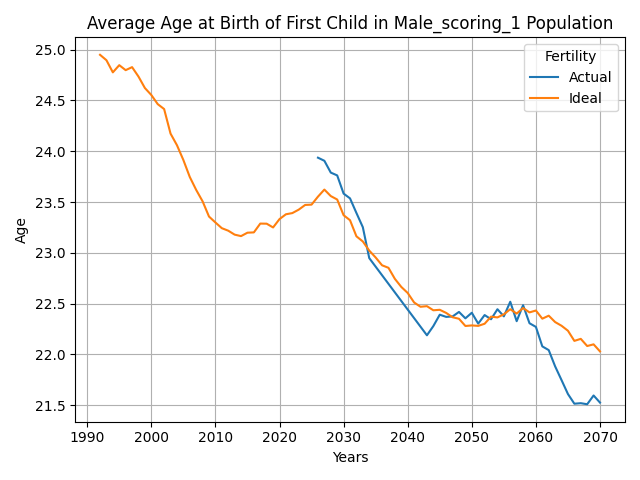 Average Age at Birth of First Child in Male_scoring_1 Population
25.0
24.5
24.0
23.5
23.0
22.5
22.0
21.5
Age
Fertility
Actual
Ideal
1990 2000 2010 2020 2030 2040 2050 2060 2070
Years